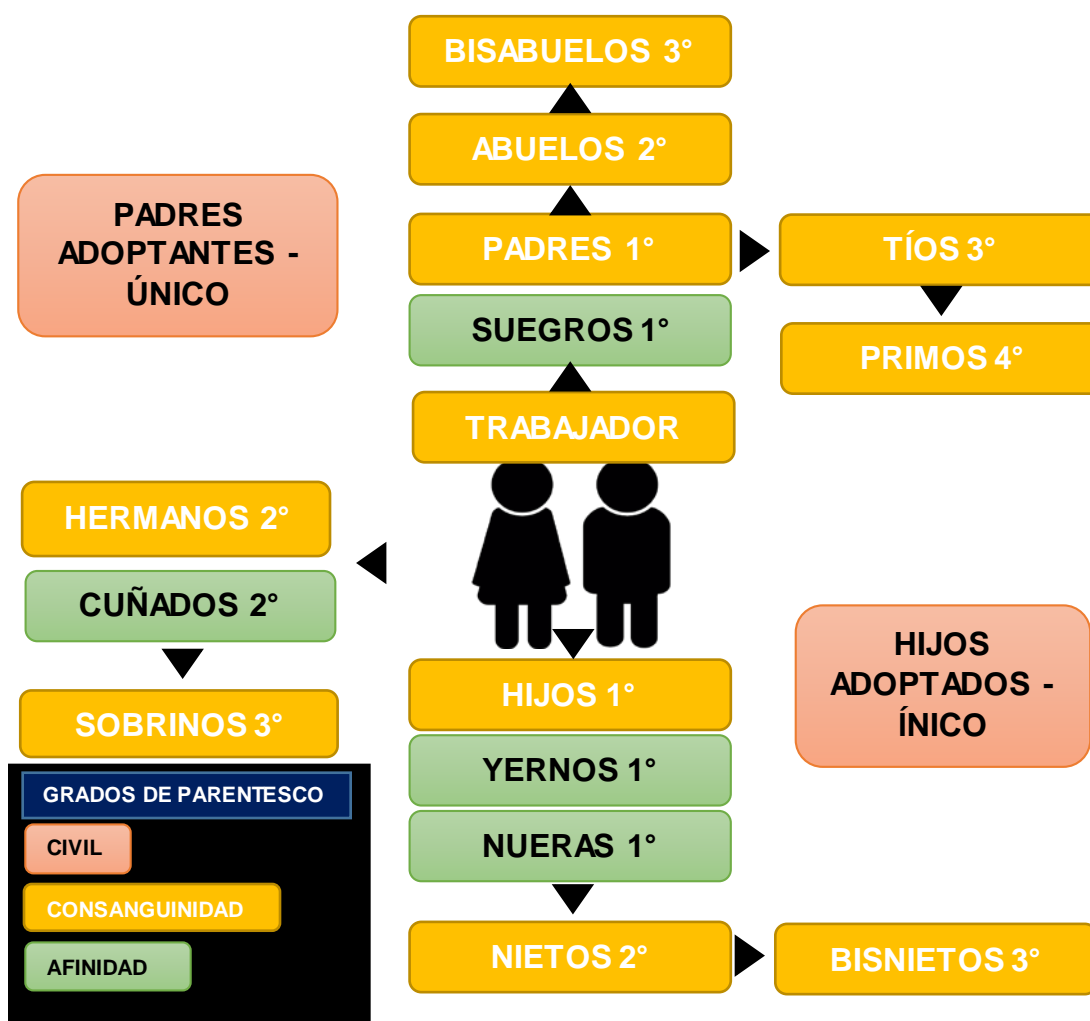 BISABUELOS 3°
ABUELOS 2°
PADRES
ADOPTANTES -
ÚNICO
PADRES 1°
TÍOS 3°
SUEGROS 1°
PRIMOS 4°
TRABAJADOR
HERMANOS 2°
CUÑADOS 2°
SOBRINOS 3°
HIJOS 1°
YERNOS 1°
NUERAS 1°
HIJOS
ADOPTADOS -
ÍNICO
NIETOS 2°
BISNIETOS 3°
GRADOS DE PARENTESCO
CIVIL
CONSANGUINIDAD
AFINIDAD